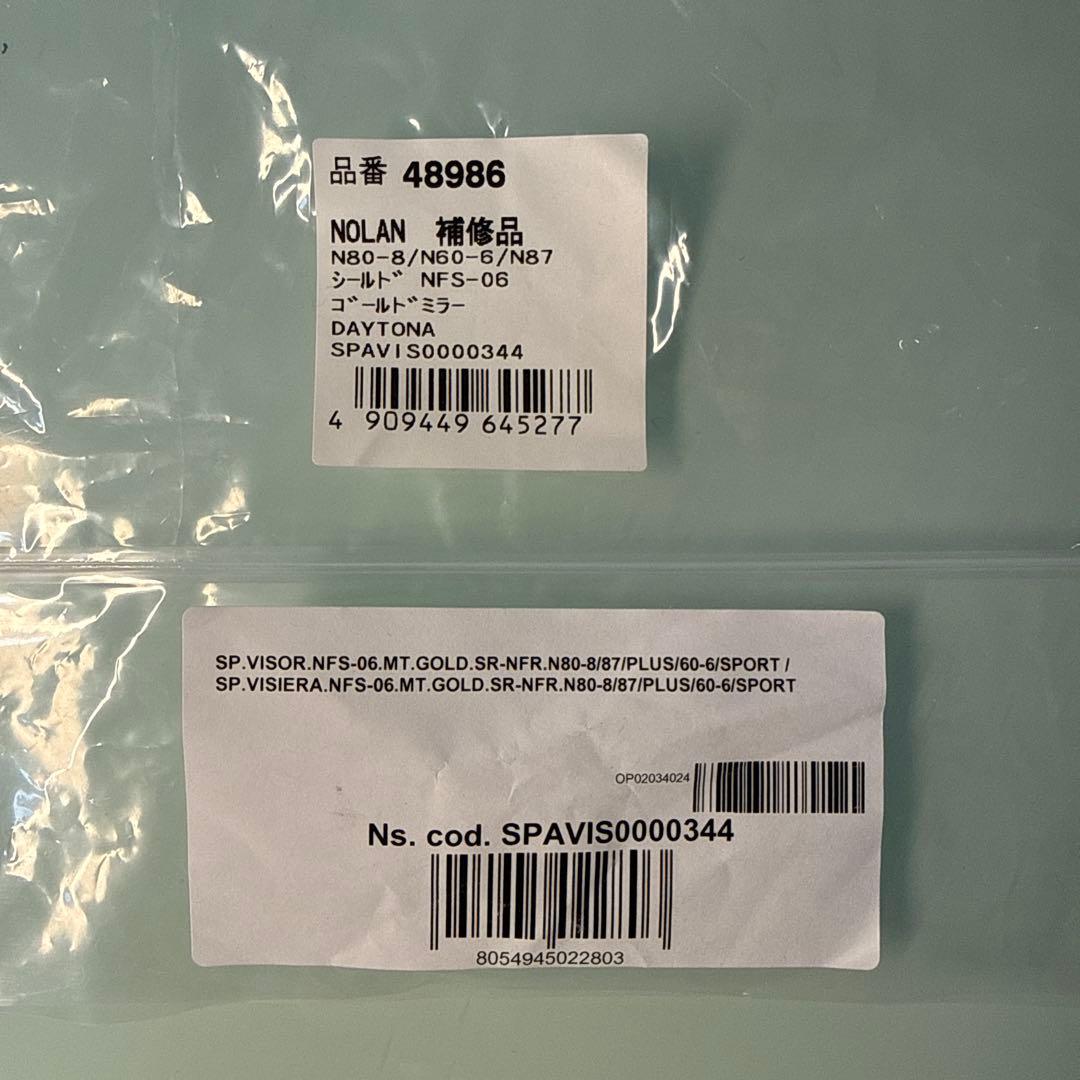 品番 48986
NOLAN 補修品
N80-8/N60-6/N87
シールド NFS-06
ゴールドミラー
DAYTONA
SPAVIS0000344
4 909449 645277
SP.VISOR.NFS-06.MT.GOLD.SR-NFR.N80-8/87/PLUS/60-6/SPORT /
SP.VISIERA.NFS-06.MT.GOLD.SR-NFR.N80-8/87/PLUS/60-6/SPORT
OP02034024
Ns. cod. SPAVIS0000344
8054945022803